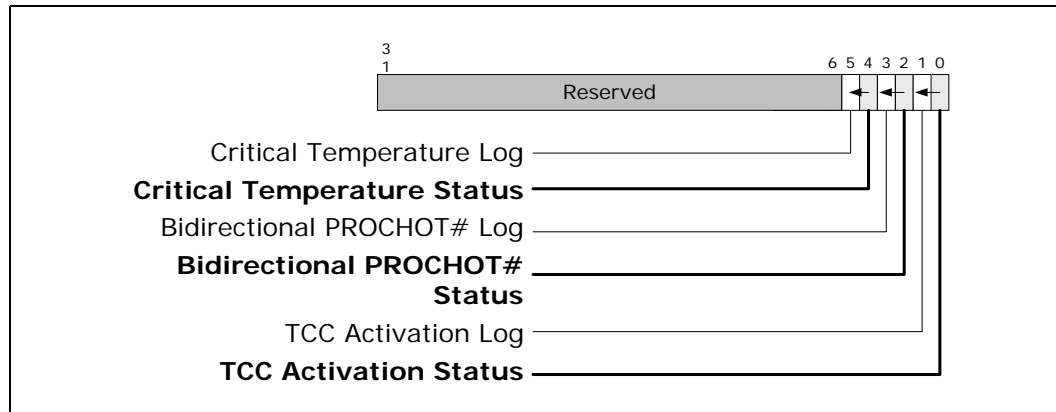 3
1
6 5 4 3 2 1 0
Reserved
Critical Temperature Log
Critical Temperature Status
Bidirectional PROCHOT# Log
Bidirectional PROCHOT#
Status
TCC Activation Log
TCC Activation Status